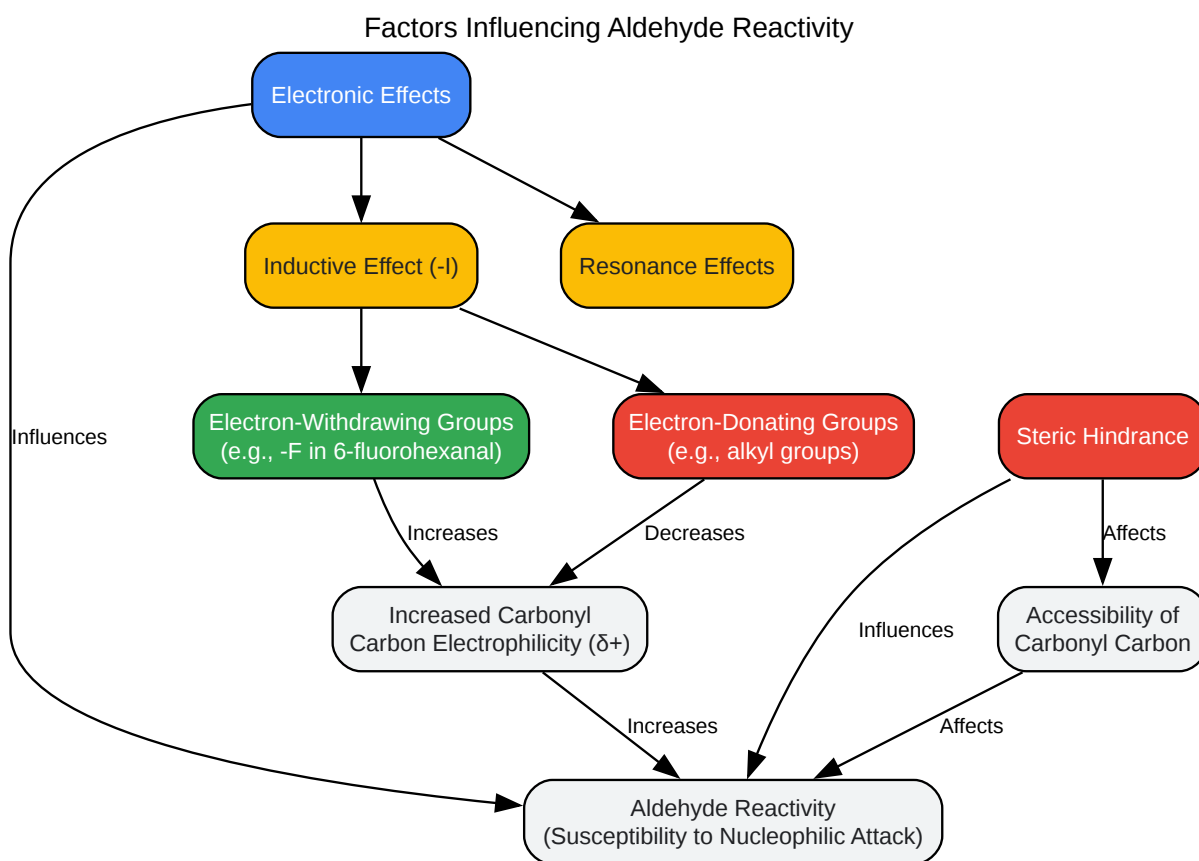 Factors Influencing Aldehyde Reactivity
Electronic Effects
Inductive Effect (-I)
Resonance Effects
Electron-Withdrawing Groups
(e.g., -F in 6-fluorohexanal)
Electron-Donating Groups
(e.g., alkyl groups)
Steric Hindrance
Influences
Increases
Decreases
Affects
Increased Carbonyl
Carbon Electrophilicity (δ+)
Accessibility of
Carbonyl Carbon
Influences
Increases
Affects
Aldehyde Reactivity
(Susceptibility to Nucleophilic Attack)